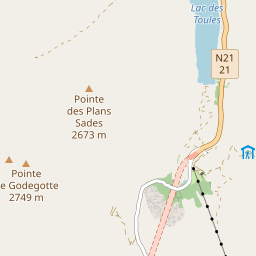 Lac des
Toules
N21
21
Pointe
des Plans
Sades
2673 m
Pointe
e Godegotte
2749 m